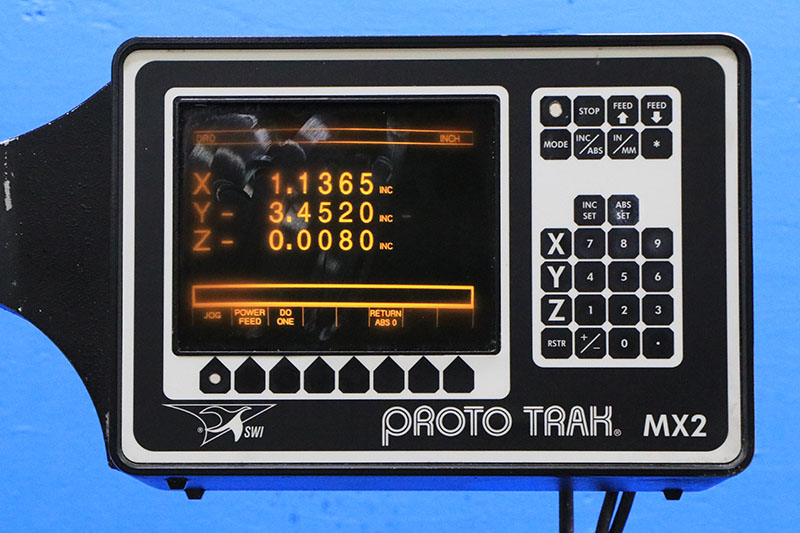 DRO INCH
X 1.1365 INC
Y - 3.4520 INC
Z - 0.0080 INC
JOG POWER FEED DO ONE RETURN ABS 0
STOP FEED FEED
MODE INC/ABS IN/MM *
INC SET ABS SET
X 7 8 9
Y 4 5 6
Z 1 2 3
RSTR +/- 0 .
® SWI
PROTO TRAK® MX2